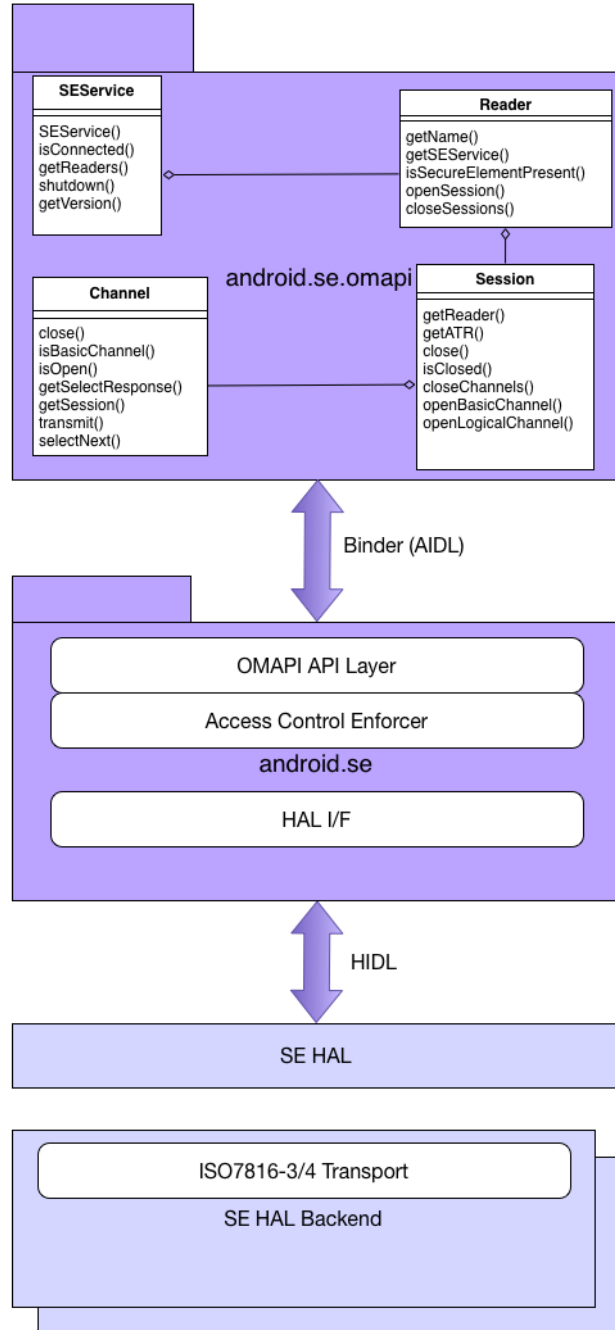 SEService
SEService()
isConnected()
getReaders()
shutdown()
getVersion()
Reader
getName()
getSEService()
isSecureElementPresent()
openSession()
closeSessions()
android.se.omapi
Channel
close()
isBasicChannel()
isOpen()
getSelectResponse()
getSession()
transmit()
selectNext()
Session
getReader()
getATR()
close()
isClosed()
closeChannels()
openBasicChannel()
openLogicalChannel()
Binder (AIDL)
OMAPI API Layer
Access Control Enforcer
android.se
HAL I/F
HIDL
SE HAL
ISO7816-3/4 Transport
SE HAL Backend